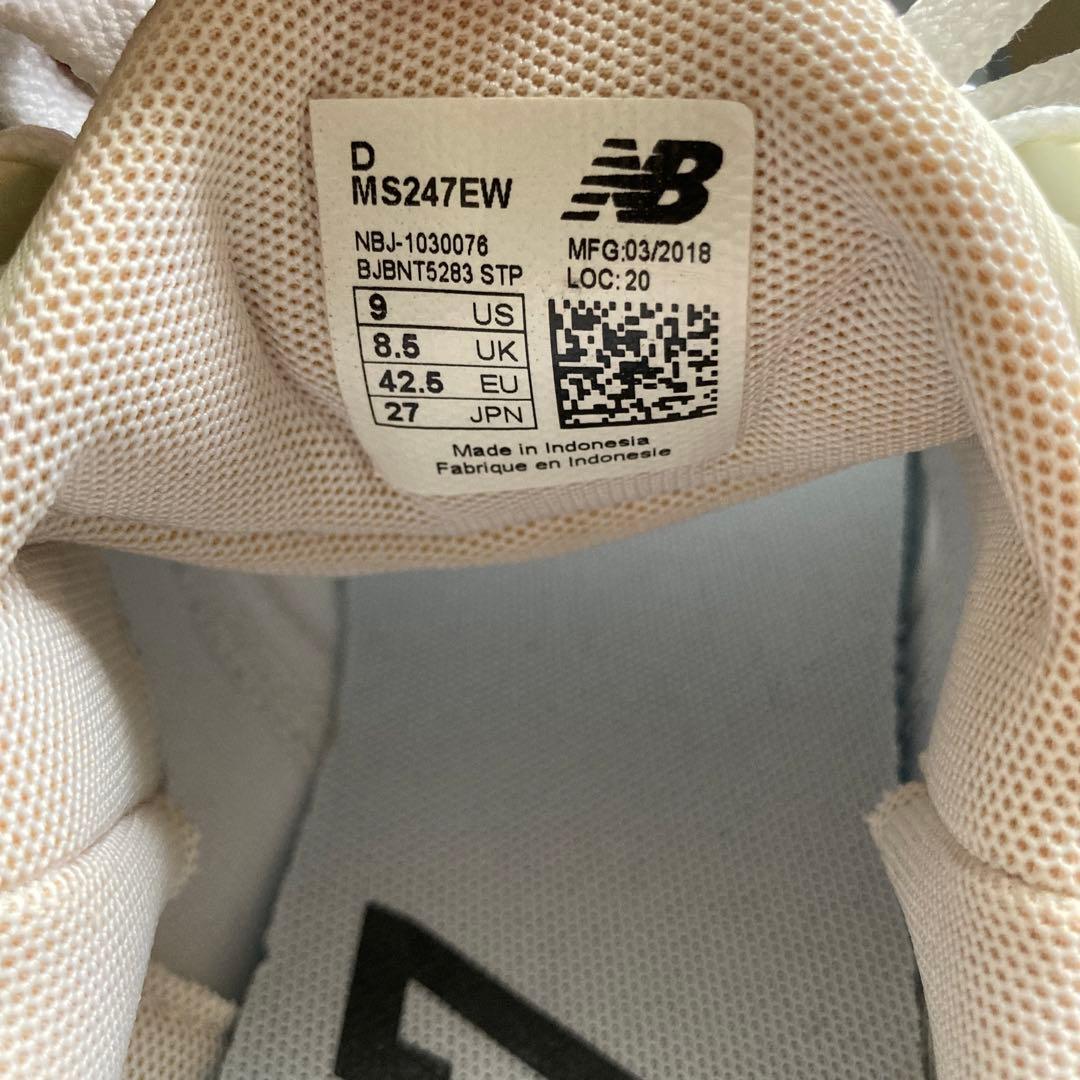 D
MS247EW
NB
NBJ-1030076
BJBNT5283 STP
MFG:03/2018
LOC: 20
9 US
8.5 UK
42.5 EU
27 JPN
Made in Indonesia
Fabrique en Indonesie